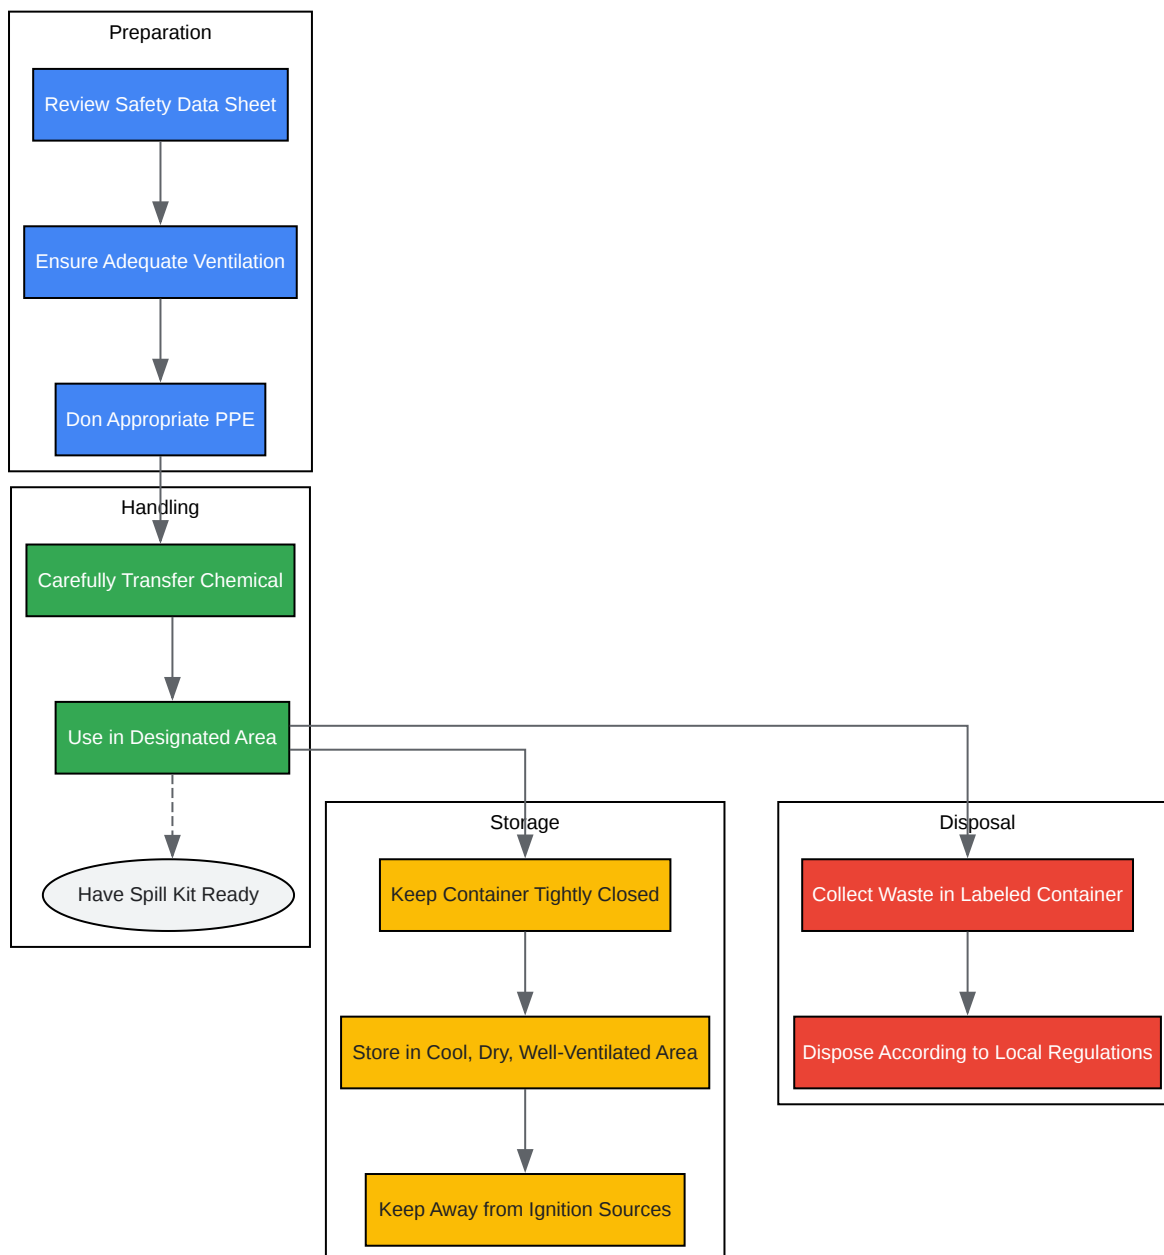 Preparation
Review Safety Data Sheet
Ensure Adequate Ventilation
Don Appropriate PPE
Handling
Carefully Transfer Chemical
Use in Designated Area
Have Spill Kit Ready
Storage
Keep Container Tightly Closed
Store in Cool, Dry, Well-Ventilated Area
Keep Away from Ignition Sources
Disposal
Collect Waste in Labeled Container
Dispose According to Local Regulations